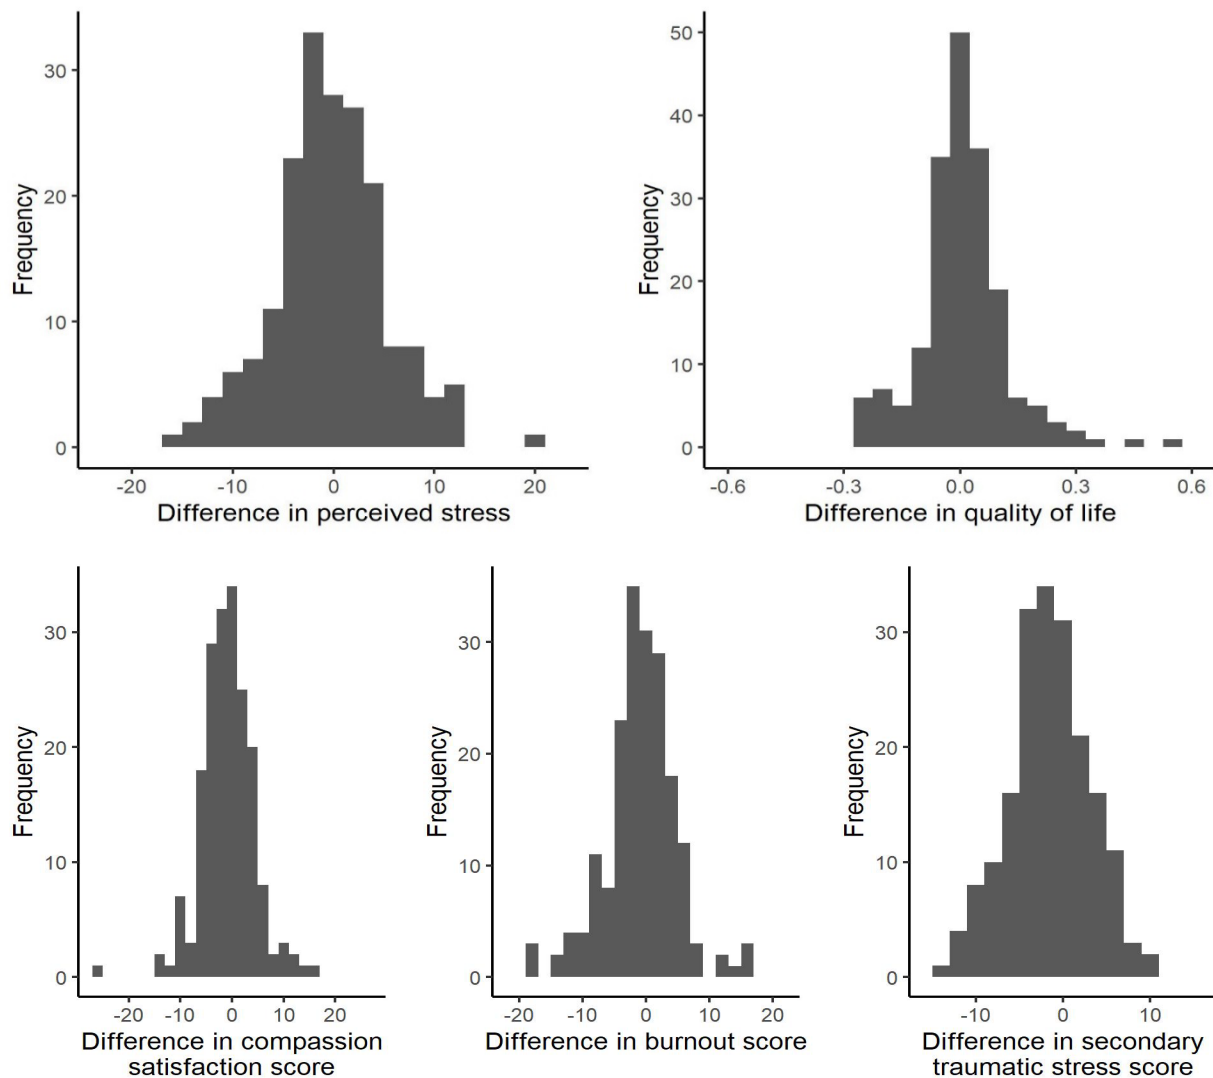 30
20
10
0
Frequency
-20 -10 0 10 20
Difference in perceived stress
50
40
30
20
10
0
Frequency
-0.6 -0.3 0.0 0.3 0.6
Difference in quality of life
30
20
10
0
Frequency
-20 -10 0 10 20
Difference in compassion
satisfaction score
30
20
10
0
Frequency
-20 -10 0 10 20
Difference in burnout score
30
20
10
0
Frequency
-10 0 10
Difference in secondary
traumatic stress score